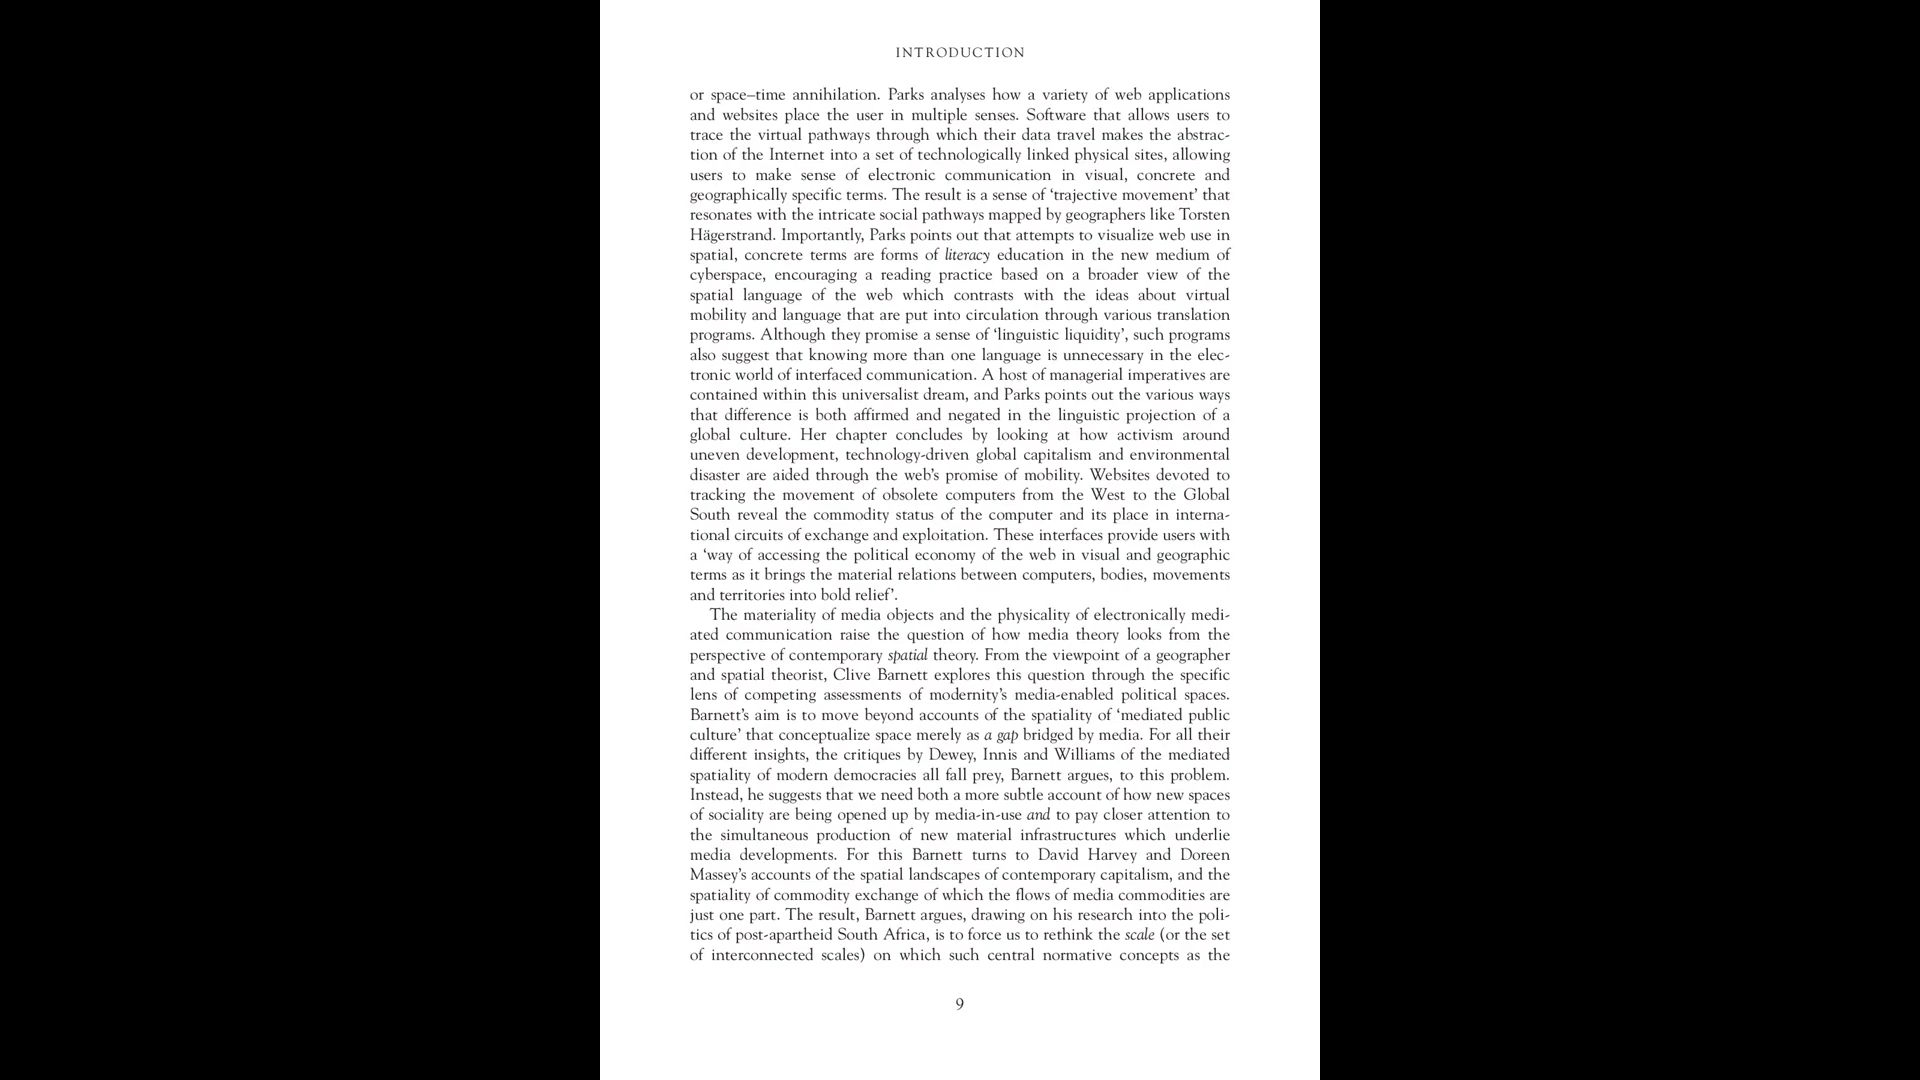 INTRODUCTION
or space–time annihilation. Parks analyses how a variety of web applications
and websites place the user in multiple senses. Software that allows users to
trace the virtual pathways through which their data travel makes the abstrac-
tion of the Internet into a set of technologically linked physical sites, allowing
users to make sense of electronic communication in visual, concrete and
geographically specific terms. The result is a sense of ‘trajective movement’ that
resonates with the intricate social pathways mapped by geographers like Torsten
Hägerstrand. Importantly, Parks points out that attempts to visualize web use in
spatial, concrete terms are forms of literacy education in the new medium of
cyberspace, encouraging a reading practice based on a broader view of the
spatial language of the web which contrasts with the ideas about virtual
mobility and language that are put into circulation through various translation
programs. Although they promise a sense of ‘linguistic liquidity’, such programs
also suggest that knowing more than one language is unnecessary in the elec-
tronic world of interfaced communication. A host of managerial imperatives are
contained within this universalist dream, and Parks points out the various ways
that difference is both affirmed and negated in the linguistic projection of a
global culture. Her chapter concludes by looking at how activism around
uneven development, technology-driven global capitalism and environmental
disaster are aided through the web’s promise of mobility. Websites devoted to
tracking the movement of obsolete computers from the West to the Global
South reveal the commodity status of the computer and its place in interna-
tional circuits of exchange and exploitation. These interfaces provide users with
a ‘way of accessing the political economy of the web in visual and geographic
terms as it brings the material relations between computers, bodies, movements
and territories into bold relief’.
The materiality of media objects and the physicality of electronically medi-
ated communication raise the question of how media theory looks from the
perspective of contemporary spatial theory. From the viewpoint of a geographer
and spatial theorist, Clive Barnett explores this question through the specific
lens of competing assessments of modernity’s media-enabled political spaces.
Barnett’s aim is to move beyond accounts of the spatiality of ‘mediated public
culture’ that conceptualize space merely as a gap bridged by media. For all their
different insights, the critiques by Dewey, Innis and Williams of the mediated
spatiality of modern democracies all fall prey, Barnett argues, to this problem.
Instead, he suggests that we need both a more subtle account of how new spaces
of sociality are being opened up by media-in-use and to pay closer attention to
the simultaneous production of new material infrastructures which underlie
media developments. For this Barnett turns to David Harvey and Doreen
Massey’s accounts of the spatial landscapes of contemporary capitalism, and the
spatiality of commodity exchange of which the flows of media commodities are
just one part. The result, Barnett argues, drawing on his research into the poli-
tics of post-apartheid South Africa, is to force us to rethink the scale (or the set
of interconnected scales) on which such central normative concepts as the
9